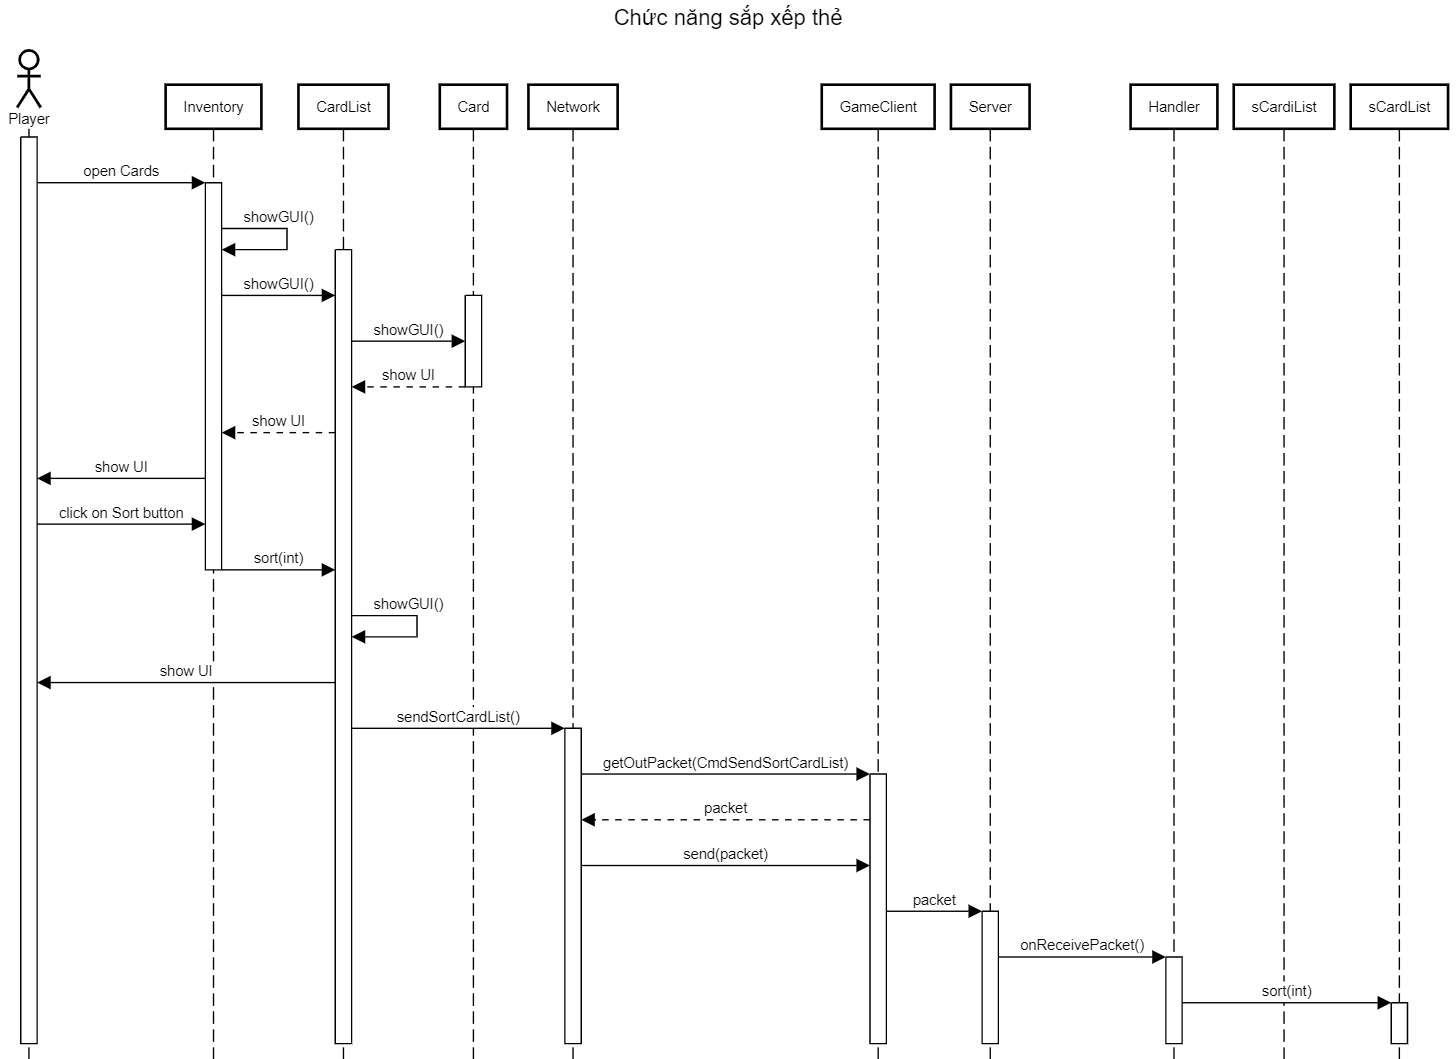 Chức năng sắp xếp thẻ
Player
Inventory
CardList
Card
Network
GameClient
Server
Handler
sCardiList
sCardList
open Cards
showGUI()
showGUI()
showGUI()
show UI
show UI
show UI
click on Sort button
sort(int)
showGUI()
show UI
sendSortCardList()
getOutPacket(CmdSendSortCardList)
packet
send(packet)
packet
onReceivePacket()
sort(int)